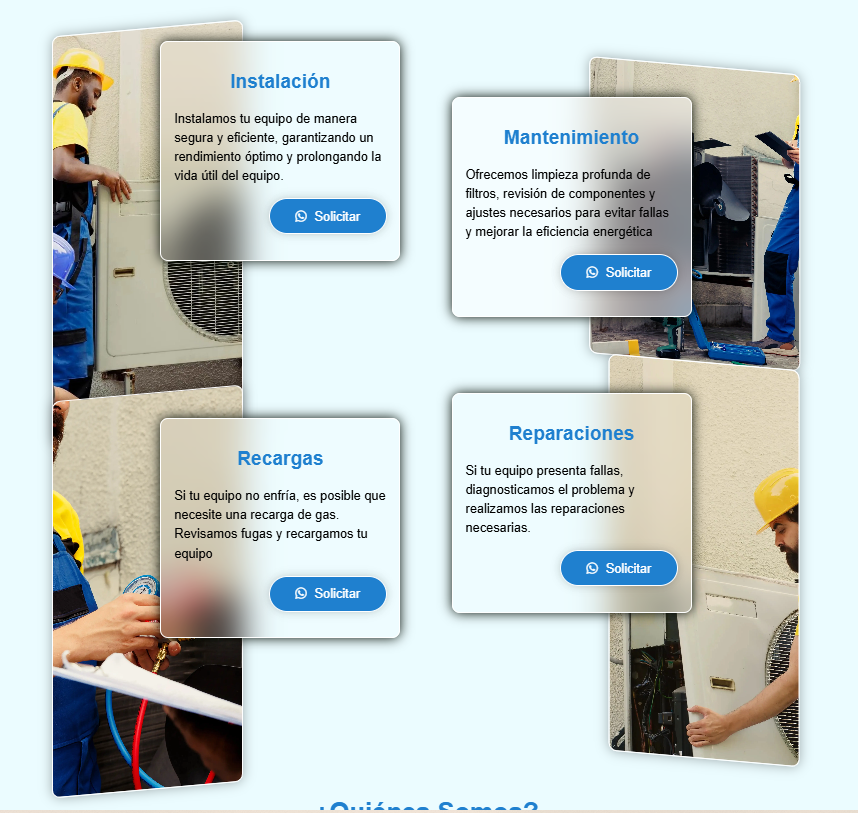 Instalación
Instalamos tu equipo de manera
segura y eficiente, garantizando un
rendimiento óptimo y prolongando la
vida útil del equipo.
Solicitar
Mantenimiento
Ofrecemos limpieza profunda de
filtros, revisión de componentes y
ajustes necesarios para evitar fallas
y mejorar la eficiencia energética
Solicitar
Recargas
Si tu equipo no enfría, es posible que
necesite una recarga de gas.
Revisamos fugas y recargamos tu
equipo
Solicitar
Reparaciones
Si tu equipo presenta fallas,
diagnosticamos el problema y
realizamos las reparaciones
necesarias.
Solicitar
¿Quiénes Somos?